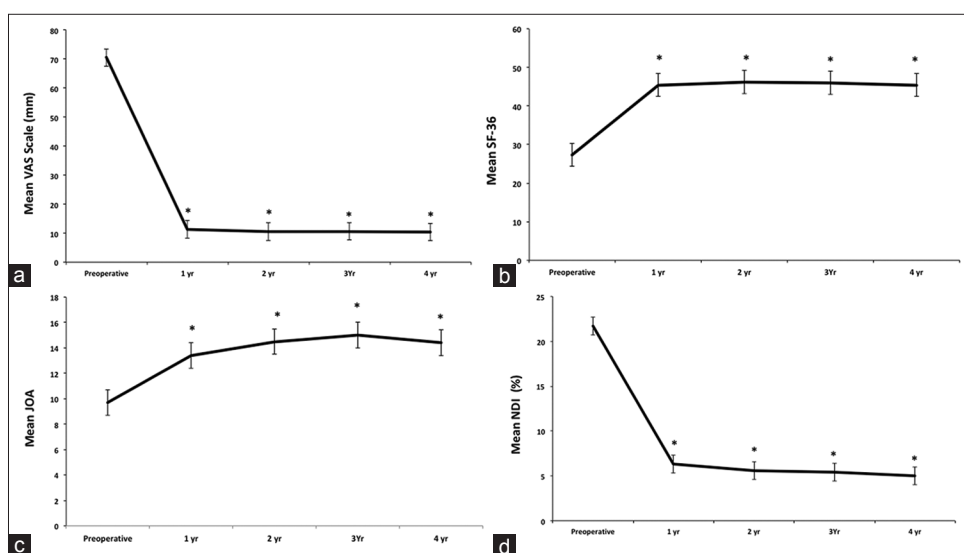 80
70
60
50
40
30
20
10
0
Mean VAS Scale (mm)
* * * *
Preoperative 1 yr 2 yr 3Yr 4 yr
a
60
50
40
30
20
10
0
Mean SF-36
* * * *
Preoperative 1 yr 2 yr 3Yr 4 yr
b
18
16
14
12
10
8
6
4
2
0
Mean JOA
* * * *
Preoperative 1 yr 2 yr 3Yr 4 yr
c
25
20
15
10
5
0
Mean NDI (%)
* * * *
Preoperative 1 yr 2 yr 3Yr 4 yr
d